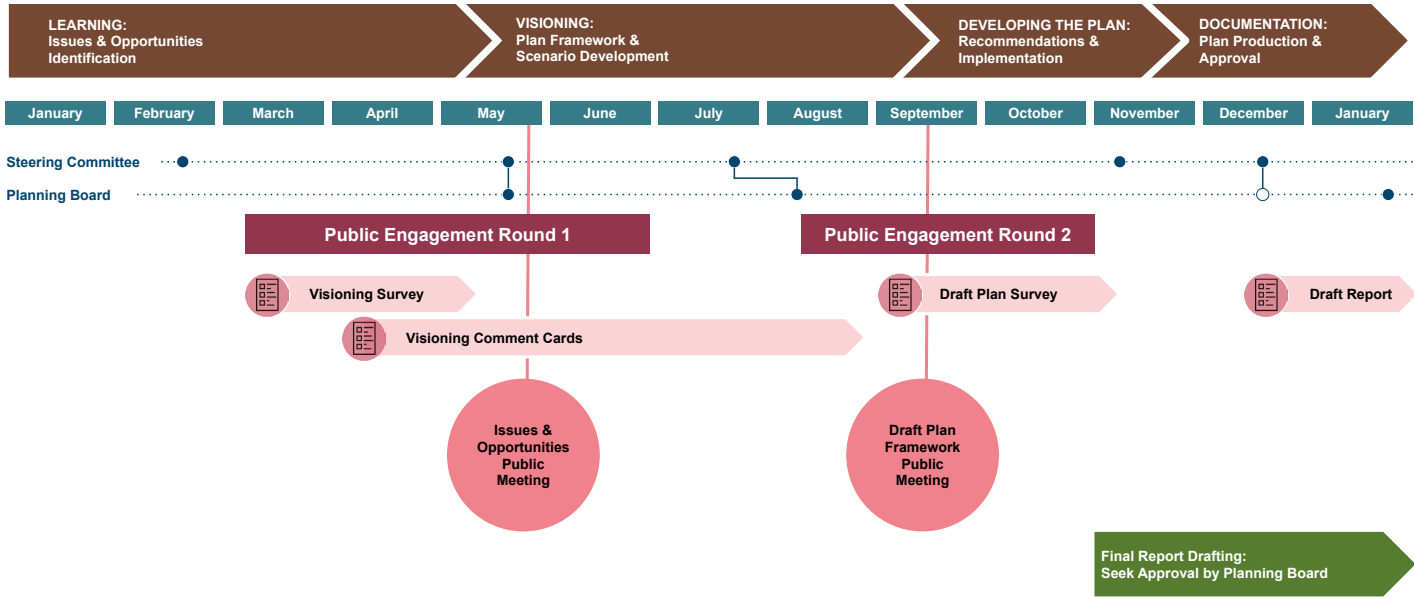 LEARNING:
Issues & Opportunities
Identification
VISIONING:
Plan Framework &
Scenario Development
DEVELOPING THE PLAN:
Recommendations &
Implementation
DOCUMENTATION:
Plan Production &
Approval
January
February
March
April
May
June
July
August
September
October
November
December
January
Steering Committee
Planning Board
Public Engagement Round 1
Public Engagement Round 2
Visioning Survey
Draft Plan Survey
Draft Report
Visioning Comment Cards
Issues &
Opportunities
Public
Meeting
Draft Plan
Framework
Public
Meeting
Final Report Drafting:
Seek Approval by Planning Board